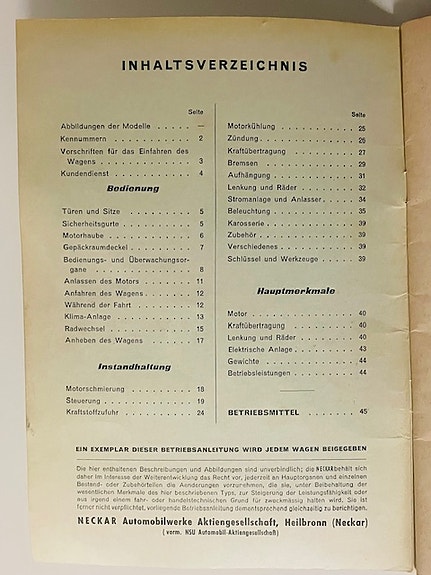 INHALTSVERZEICHNIS
Seite
Abbildungen der Modelle . . . . . —
Kennummern . . . . . . . . . . 2
Vorschriften für das Einfahren des
Wagens . . . . . . . . . . . 3
Kundendienst . . . . . . . . . . 4
Bedienung
Türen und Sitze . . . . . . . . . 5
Sicherheitsgurte . . . . . . . . . 5
Motorhaube . . . . . . . . . . . 6
Gepäckraumdeckel . . . . . . . . 7
Bedienungs- und Überwachungsor-
gane . . . . . . . . . . . . . 8
Anlassen des Motors . . . . . . . 11
Anfahren des Wagens . . . . . . . 12
Während der Fahrt . . . . . . . . 12
Klima-Anlage . . . . . . . . . . 13
Radwechsel . . . . . . . . . . . 15
Anheben des Wagens . . . . . . . 17
Instandhaltung
Motorschmierung . . . . . . . . . 18
Steuerung . . . . . . . . . . . . 19
Kraftstoffzufuhr . . . . . . . . . 24
Seite
Motorkühlung . . . . . . . . . . 25
Zündung . . . . . . . . . . . . 26
Kraftübertragung . . . . . . . . . 27
Bremsen . . . . . . . . . . . . 29
Aufhängung . . . . . . . . . . . 31
Lenkung und Räder . . . . . . . . 32
Stromanlage und Anlasser . . . . . 34
Beleuchtung . . . . . . . . . . . 35
Karosserie . . . . . . . . . . . . 39
Zubehör . . . . . . . . . . . . . 39
Verschiedenes . . . . . . . . . . 39
Schlüssel und Werkzeuge . . . . . 39
Hauptmerkmale
Motor . . . . . . . . . . . . . . 40
Kraftübertragung . . . . . . . . . 40
Lenkung und Räder . . . . . . . . 40
Elektrische Anlage . . . . . . . . 43
Gewichte . . . . . . . . . . . . 44
Betriebsleistungen . . . . . . . . 44
BETRIEBSMITTEL . . . . . . . . 45
EIN EXEMPLAR DIESER BETRIEBSANLEITUNG WIRD JEDEM WAGEN BEIGEGEBEN
Die hier enthaltenen Beschreibungen und Abbildungen sind unverbindlich; die NECKAR behält sich
daher im Interesse der Weiterentwicklung das Recht vor, jederzeit an Hauptorganen und einzelnen
Bestand- oder Zubehörteilen die Aenderungen vorzunehmen, die sie, unter Beibehaltung der
wesentlichen Merkmale des hier beschriebenen Typs, zur Steigerung der Leistungsfähigkeit oder
aus irgend einem fahr- oder handelstechnischen Grund für zweckmässig halten wird. Sie ist
ferner nicht verpflichtet, vorliegende Betriebsanleitung dementsprechend gleichzeitig zu berichtigen.
NECKAR Automobilwerke Aktiengesellschaft, Heilbronn (Neckar)
(vorm. NSU Automobil-Aktiengesellschaft)